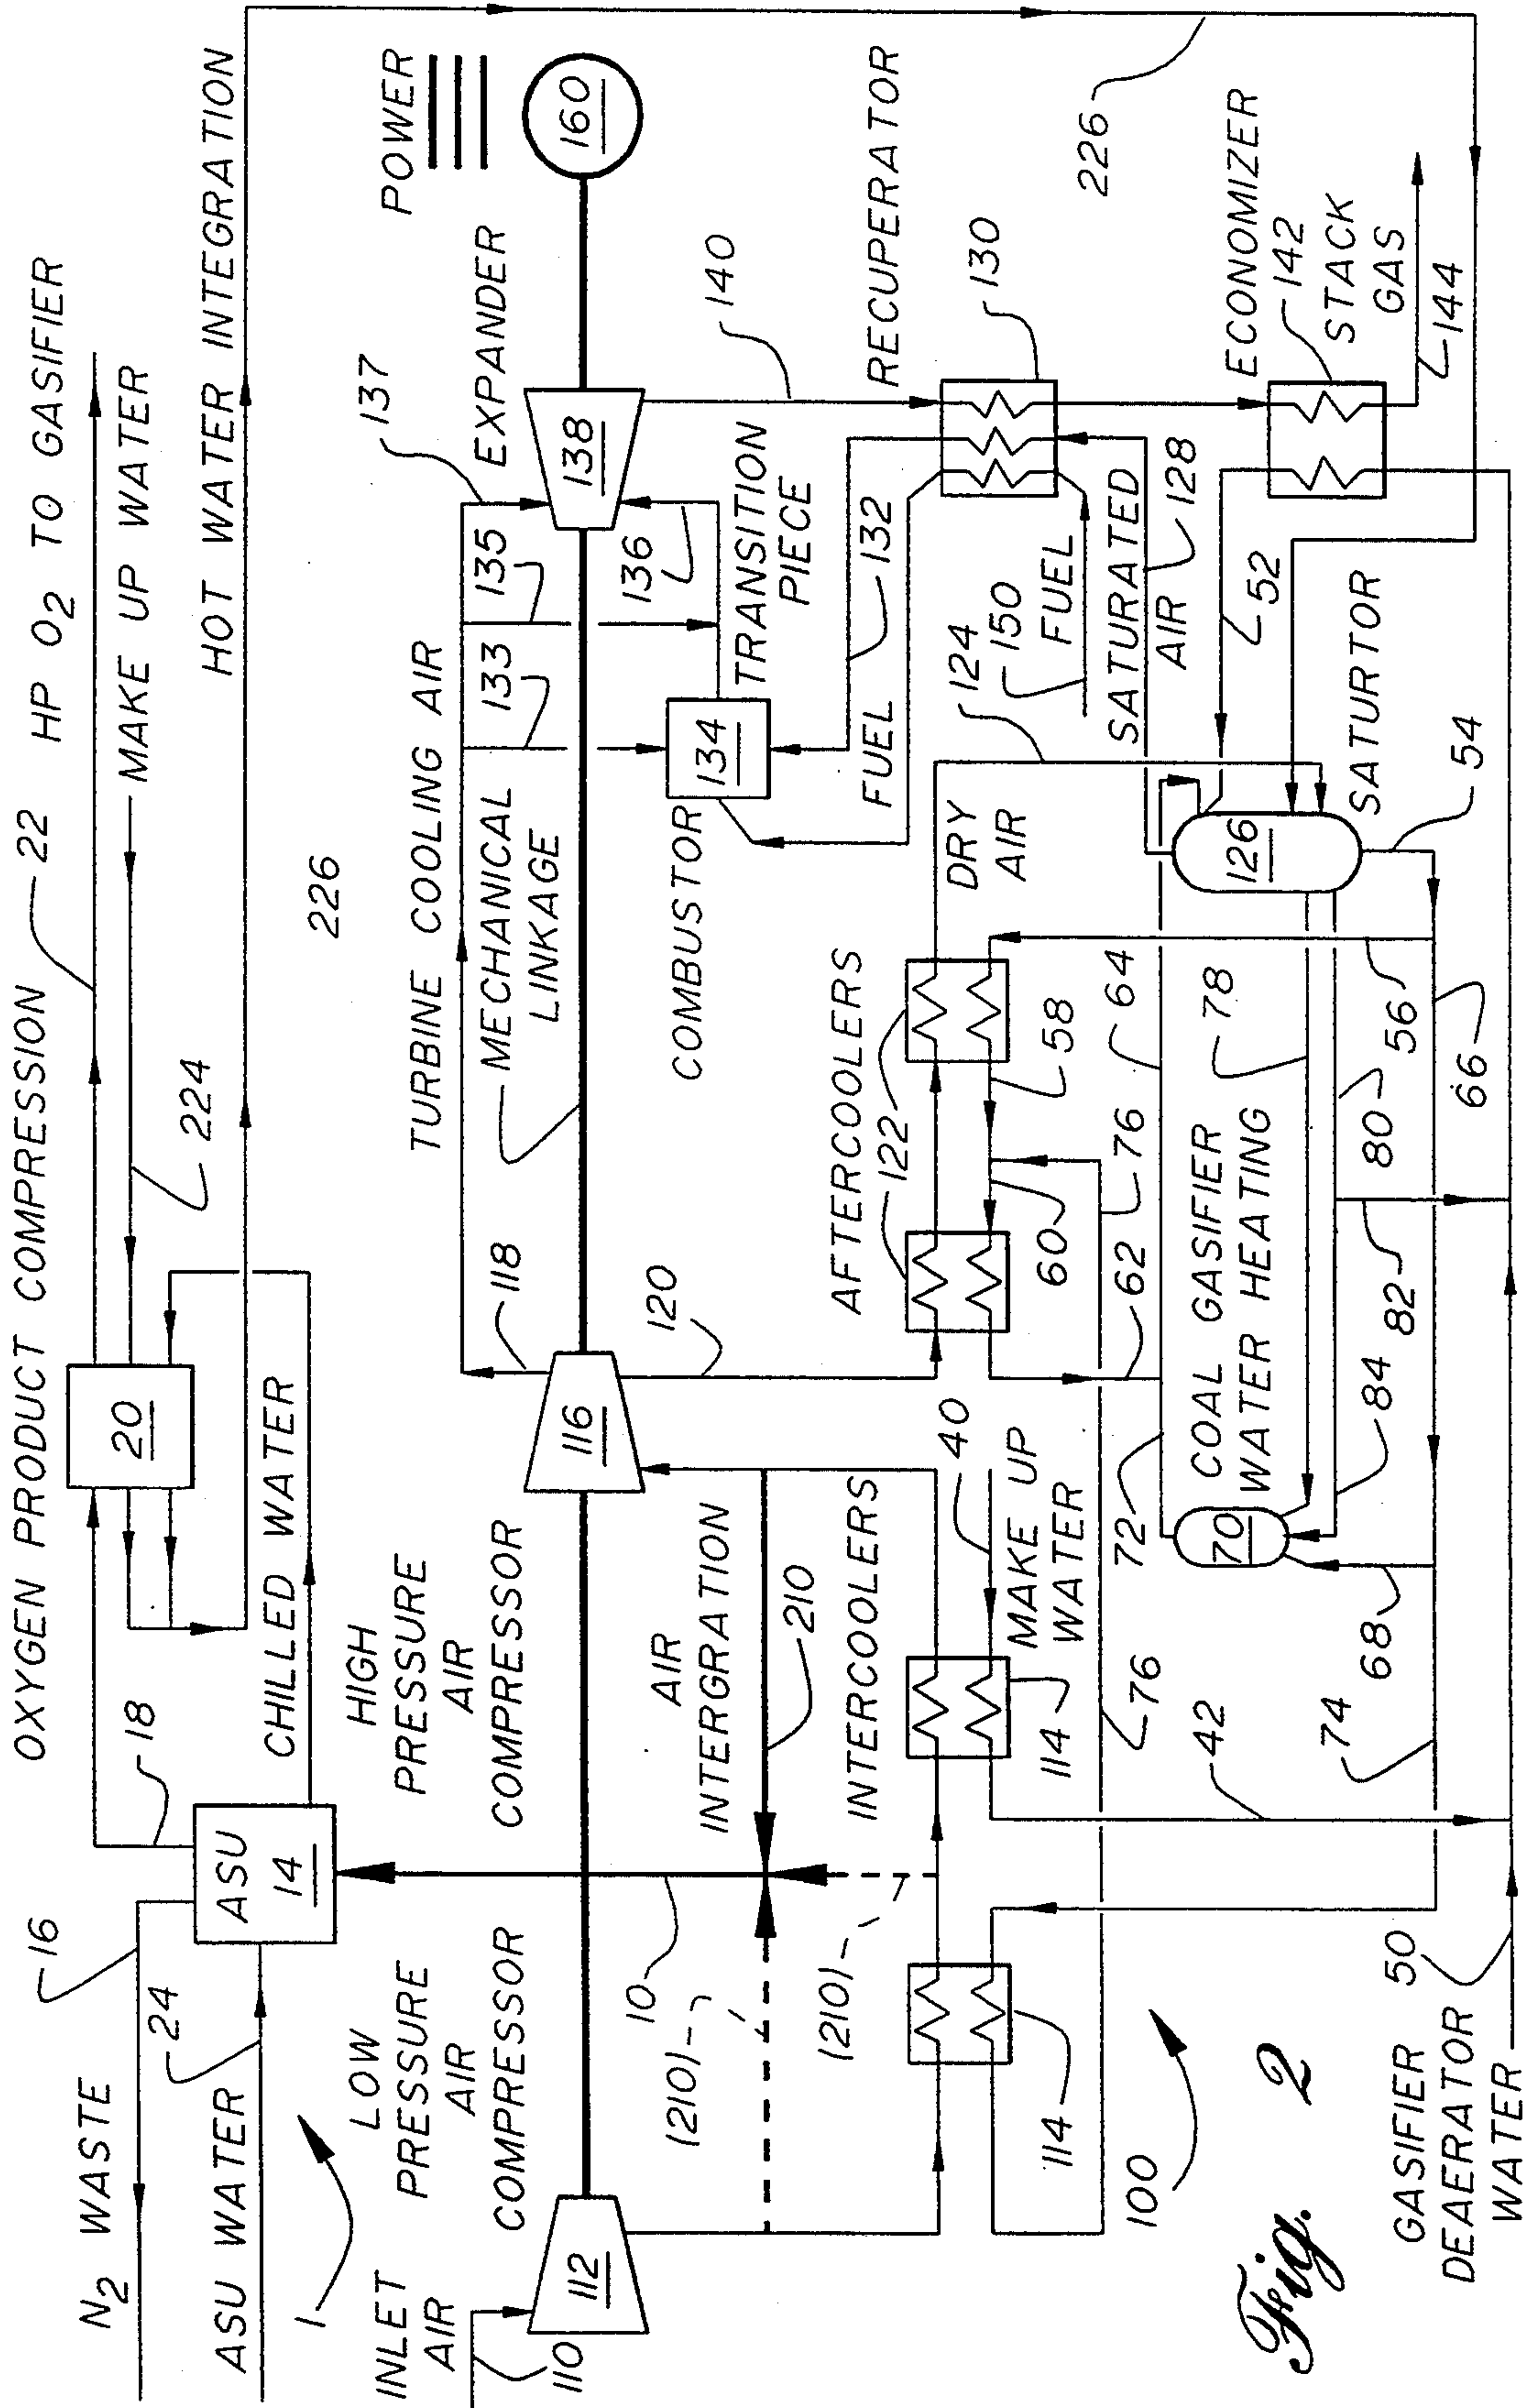 OXYGEN PRODUCT COMPRESSION
22
HP O2 TO GASIFIER
MAKE UP WATER
224
HOT WATER INTEGRATION
226
N2 WASTE
16
18
20
ASU
14
ASU WATER
24
CHILLED WATER
1
INLET
AIR
110
112
LOW
PRESSURE
AIR
COMPRESSOR
HIGH
PRESSURE
AIR
COMPRESSOR
116
118
120
TURBINE COOLING AIR
MECHANICAL
LINKAGE
133
135
137
EXPANDER
138
136
POWER
160
10
(210)
(210)
AIR
INTERGRATION
210
COMBUSTOR
134
TRANSITION
PIECE
140
RECUPERATOR
130
132
FUEL
150
FUEL
INTERCOOLERS
114
114
40
MAKE UP
WATER
AFTERCOOLERS
122
58
60
62
76
76
DRY
AIR
124
SATURATED
AIR
128
226
ECONOMIZER
142
STACK
GAS
144
52
SATURTOR
126
54
64
72
COAL GASIFIER
WATER HEATING
78
70
80
84
82
56
66
68
74
42
100
GASIFIER
DEAERATOR
WATER
50
Fig. 2